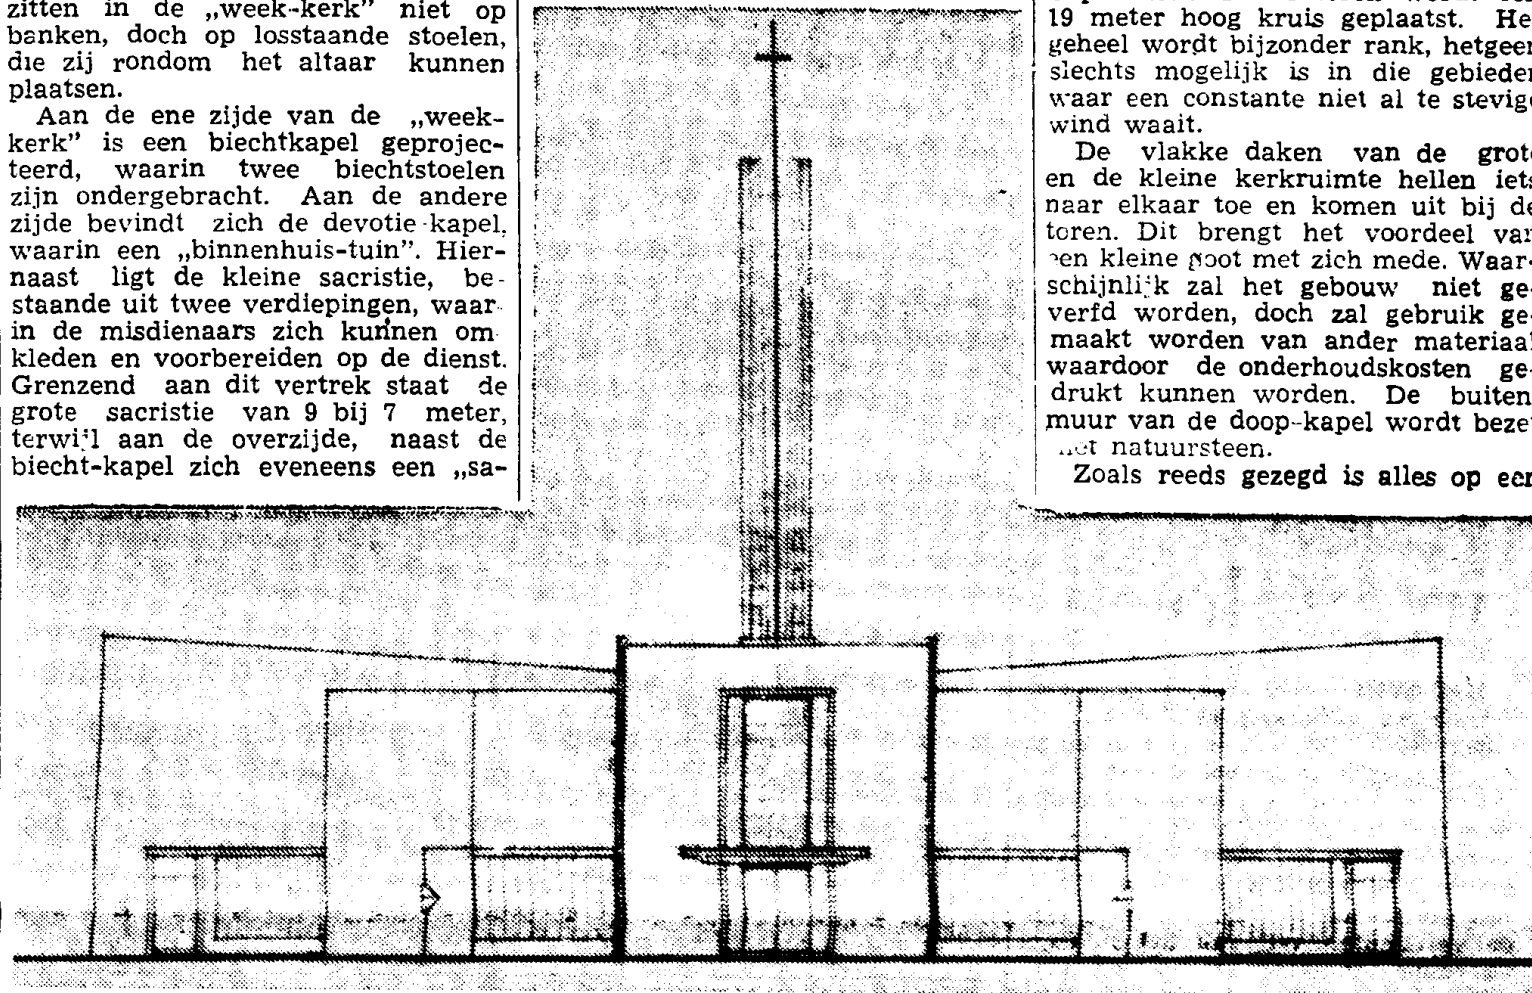 zitten in de „week-kerk” niet op
banken, doch op losstaande stoelen,
die zij rondom het altaar kunnen
plaatsen.
Aan de ene zijde van de „week-
kerk” is een biechtkapel geprojec-
teerd, waarin twee biechtstoelen
zijn ondergebracht. Aan de andere
zijde bevindt zich de devotie-kapel,
waarin een „binnenhuis-tuin”. Hier-
naast ligt de kleine sacristie, be-
staande uit twee verdiepingen, waar
in de misdienaars zich kunnen om
kleden en voorbereiden op de dienst.
Grenzend aan dit vertrek staat de
grote sacristie van 9 bij 7 meter,
terwijl aan de overzijde, naast de
biecht-kapel zich eveneens een „sa-
19 meter hoog kruis geplaatst. He
geheel wordt bijzonder rank, hetgeen
slechts mogelijk is in die gebieden
waar een constante niet al te stevige
wind waait.
De vlakke daken van de grote
en de kleine kerkruimte hellen iets
naar elkaar toe en komen uit bij de
toren. Dit brengt het voordeel van
een kleine goot met zich mede. Waar-
schijnlijk zal het gebouw niet ge-
verfd worden, doch zal gebruik ge-
maakt worden van ander materiaal
waardoor de onderhoudskosten ge-
drukt kunnen worden. De buiten
muur van de doop-kapel wordt bezet
met natuursteen.
Zoals reeds gezegd is alles op een